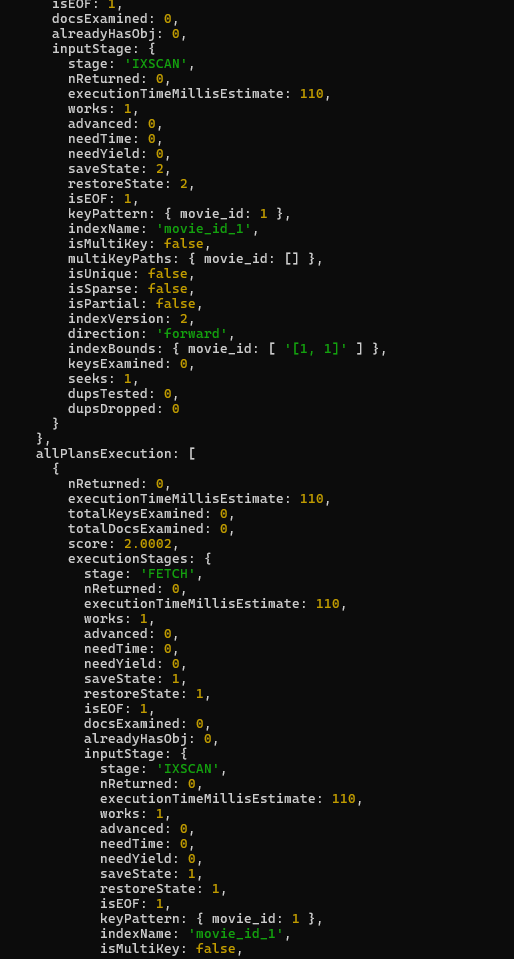 isEOF: 1,
docsExamined: 0,
alreadyHasObj: 0,
inputStage: {
stage: 'IXSCAN',
nReturned: 0,
executionTimeMillisEstimate: 110,
works: 1,
advanced: 0,
needTime: 0,
needYield: 0,
saveState: 2,
restoreState: 2,
isEOF: 1,
keyPattern: { movie_id: 1 },
indexName: 'movie_id_1',
isMultiKey: false,
multiKeyPaths: { movie_id: [] },
isUnique: false,
isSparse: false,
isPartial: false,
indexVersion: 2,
direction: 'forward',
indexBounds: { movie_id: [ '[1, 1]' ] },
keysExamined: 0,
seeks: 1,
dupsTested: 0,
dupsDropped: 0
}
},
allPlansExecution: [
{
nReturned: 0,
executionTimeMillisEstimate: 110,
totalKeysExamined: 0,
totalDocsExamined: 0,
score: 2.0002,
executionStages: {
stage: 'FETCH',
nReturned: 0,
executionTimeMillisEstimate: 110,
works: 1,
advanced: 0,
needTime: 0,
needYield: 0,
saveState: 1,
restoreState: 1,
isEOF: 1,
docsExamined: 0,
alreadyHasObj: 0,
inputStage: {
stage: 'IXSCAN',
nReturned: 0,
executionTimeMillisEstimate: 110,
works: 1,
advanced: 0,
needTime: 0,
needYield: 0,
saveState: 1,
restoreState: 1,
isEOF: 1,
keyPattern: { movie_id: 1 },
indexName: 'movie_id_1',
isMultiKey: false,